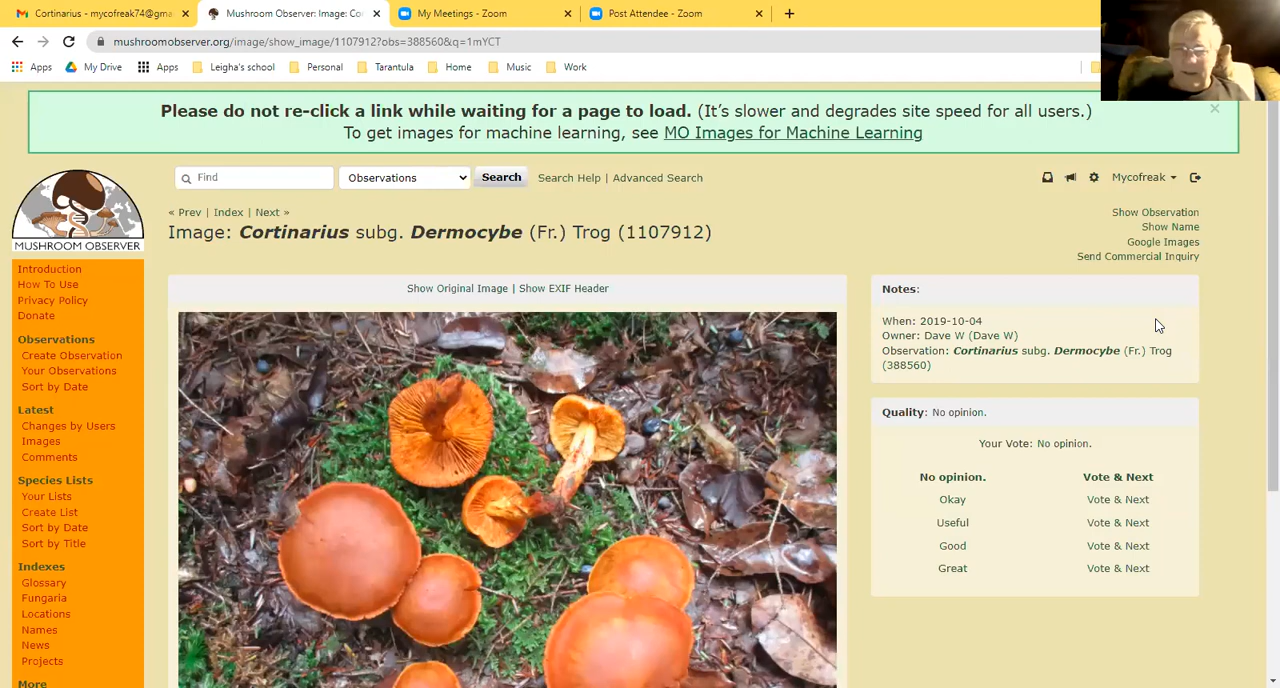 Cortinarius - mycofreak74@gma
Mushroom Observer: Image: Co
My Meetings - Zoom
Post Attendee - Zoom
mushroomobserver.org/image/show_image/1107912?obs=388560&q=1mYCT
Apps My Drive Apps Leigha's school Personal Tarantula Home Music Work
Please do not re-click a link while waiting for a page to load. (It's slower and degrades site speed for all users.)
To get images for machine learning, see MO Images for Machine Learning
MUSHROOM OBSERVER
Find Observations Search Search Help | Advanced Search
Mycofreak
« Prev | Index | Next »
Image: Cortinarius subg. Dermocybe (Fr.) Trog (1107912)
Show Observation
Show Name
Google Images
Send Commercial Inquiry
Introduction
How To Use
Privacy Policy
Donate
Observations
Create Observation
Your Observations
Sort by Date
Latest
Changes by Users
Images
Comments
Species Lists
Your Lists
Create List
Sort by Date
Sort by Title
Indexes
Glossary
Fungaria
Locations
Names
News
Projects
More
Show Original Image | Show EXIF Header
Notes:
When: 2019-10-04
Owner: Dave W (Dave W)
Observation: Cortinarius subg. Dermocybe (Fr.) Trog
(388560)
Quality: No opinion.
Your Vote: No opinion.
No opinion. Vote & Next
Okay Vote & Next
Useful Vote & Next
Good Vote & Next
Great Vote & Next